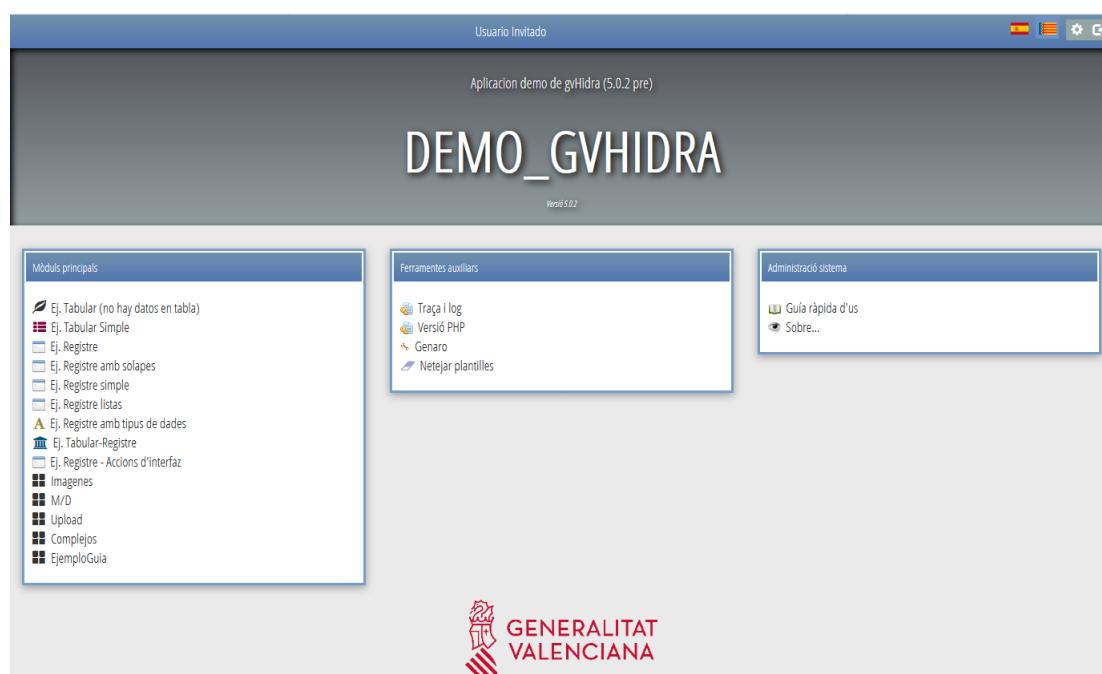 Usuario Invitado
Aplicacion demo de gvHidra (5.0.2 pre)
DEMO_GVHIDRA
Versió 5.0.2
Mòduls principals
Ej. Tabular (no hay datos en tabla)
Ej. Tabular Simple
Ej. Registre
Ej. Registre amb solapes
Ej. Registre simple
Ej. Registre listas
Ej. Registre amb tipus de dades
Ej. Tabular-Registre
Ej. Registre - Accions d'interfaz
Imagenes
M/D
Upload
Complejos
EjemploGuia
Ferramentes auxiliars
Traça i log
Versió PHP
Genaro
Netejar plantilles
Administració sistema
Guía ràpida d'us
Sobre...
GENERALITAT
VALENCIANA